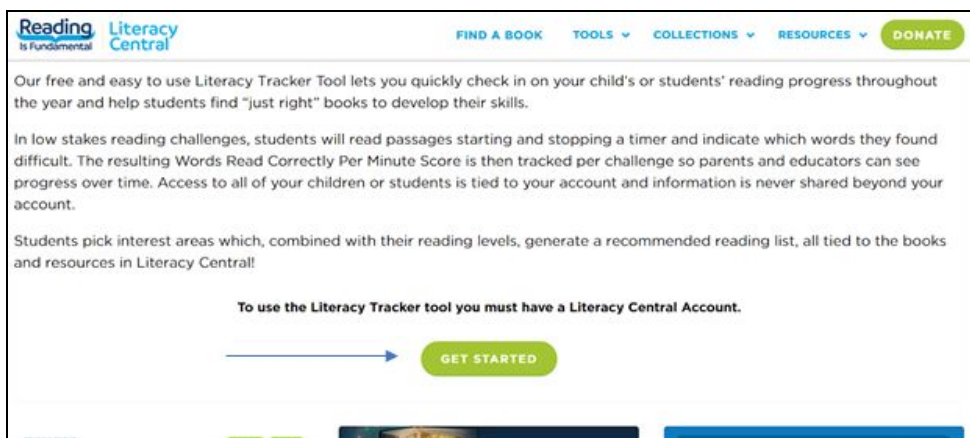 Reading Literacy
Is Fundamental Central
FIND A BOOK TOOLS COLLECTIONS RESOURCES DONATE
Our free and easy to use Literacy Tracker Tool lets you quickly check in on your child's or students' reading progress throughout
the year and help students find “just right” books to develop their skills.
In low stakes reading challenges, students will read passages starting and stopping a timer and indicate which words they found
difficult. The resulting Words Read Correctly Per Minute Score is then tracked per challenge so parents and educators can see
progress over time. Access to all of your children or students is tied to your account and information is never shared beyond your
account.
Students pick interest areas which, combined with their reading levels, generate a recommended reading list, all tied to the books
and resources in Literacy Central!
To use the Literacy Tracker tool you must have a Literacy Central Account.
GET STARTED